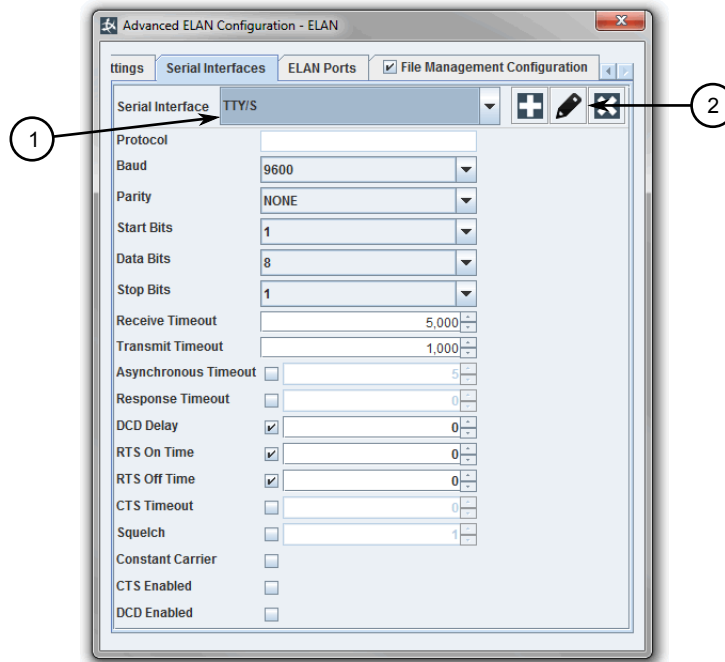 Advanced ELAN Configuration - ELAN
ttings Serial Interfaces ELAN Ports File Management Configuration
Serial Interface TTY/S
2
1
Protocol
Baud 9600
Parity NONE
Start Bits 1
Data Bits 8
Stop Bits 1
Receive Timeout 5,000
Transmit Timeout 1,000
Asynchronous Timeout 5
Response Timeout 0
DCD Delay 0
RTS On Time 0
RTS Off Time 0
CTS Timeout 0
Squelch 1
Constant Carrier
CTS Enabled
DCD Enabled